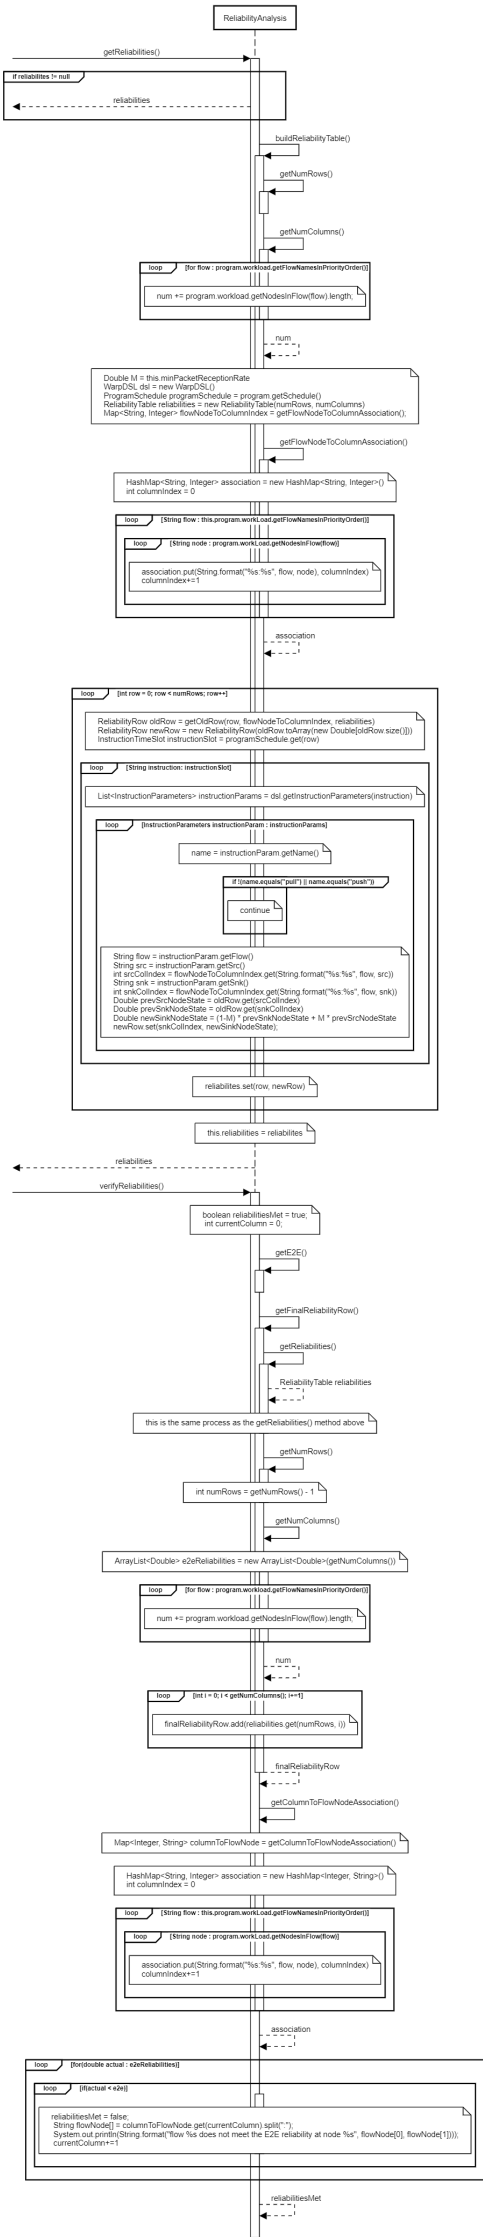 ReliabilityAnalysis
getReliabilities()
if reliabilites != null
reliabilities
buildReliabilityTable()
getNumRows()
getNumColumns()
loop [for flow : program.workload.getFlowNamesInPriorityOrder()]
num += program.workload.getNodesInFlow(flow).length;
num
Double M = this.minPacketReceptionRate
WarpDSL dsl = new WarpDSL()
ProgramSchedule programSchedule = program.getSchedule()
ReliabilityTable reliabilities = new ReliabilityTable(numRows, numColumns)
Map<String, Integer> flowNodeToColumnIndex = getFlowNodeToColumnAssociation();
getFlowNodeToColumnAssociation()
HashMap<String, Integer> association = new HashMap<String, Integer>()
int columnIndex = 0
loop [String flow : this.program.workLoad.getFlowNamesInPriorityOrder()]
loop [String node : program.workLoad.getNodesInFlow(flow)]
association.put(String.format("%s:%s", flow, node), columnIndex)
columnIndex+=1
association
loop [int row = 0; row < numRows; row++]
ReliabilityRow oldRow = getOldRow(row, flowNodeToColumnIndex, reliabilities)
ReliabilityRow newRow = new ReliabilityRow(oldRow.toArray(new Double[oldRow.size()]))
InstructionTimeSlot instructionSlot = programSchedule.get(row)
loop [String instruction: instructionSlot]
List<InstructionParameters> instructionParams = dsl.getInstructionParameters(instruction)
loop [InstructionParameters instructionParam : instructionParams]
name = instructionParam.getName()
if !(name.equals("pull") || name.equals("push"))
continue
String flow = instructionParam.getFlow()
String src = instructionParam.getSrc()
int srcColIndex = flowNodeToColumnIndex.get(String.format("%s:%s", flow, src))
String snk = instructionParam.getSnk()
int snkColIndex = flowNodeToColumnIndex.get(String.format("%s:%s", flow, snk))
Double prevSrcNodeState = oldRow.get(srcColIndex)
Double prevSnkNodeState = oldRow.get(snkColIndex)
Double newSinkNodeState = (1-M) * prevSnkNodeState + M * prevSrcNodeState
newRow.set(snkColIndex, newSinkNodeState);
reliabilites.set(row, newRow)
this.reliabilities = reliabilites
reliabilities
verifyReliabilities()
boolean reliabilitiesMet = true;
int currentColumn = 0;
getE2E()
getFinalReliabilityRow()
getReliabilities()
ReliabilityTable reliabilities
this is the same process as the getReliabilities() method above
getNumRows()
int numRows = getNumRows() - 1
getNumColumns()
ArrayList<Double> e2eReliabilities = new ArrayList<Double>(getNumColumns())
loop [for flow : program.workload.getFlowNamesInPriorityOrder()]
num += program.workload.getNodesInFlow(flow).length;
num
loop [int i = 0; i < getNumColumns(); i+=1]
finalReliabilityRow.add(reliabilities.get(numRows, i))
finalReliabilityRow
getColumnToFlowNodeAssociation()
Map<Integer, String> columnToFlowNode = getColumnToFlowNodeAssociation()
HashMap<String, Integer> association = new HashMap<Integer, String>()
int columnIndex = 0
loop [String flow : this.program.workLoad.getFlowNamesInPriorityOrder()]
loop [String node : program.workLoad.getNodesInFlow(flow)]
association.put(String.format("%s:%s", flow, node), columnIndex)
columnIndex+=1
association
loop [for(double actual : e2eReliabilities)]
loop [if(actual < e2e)]
reliabilitiesMet = false;
String flowNode[] = columnToFlowNode.get(currentColumn).split(":");
System.out.println(String.format("flow %s does not meet the E2E reliability at node %s", flowNode[0], flowNode[1])));
currentColumn+=1
reliabilitiesMet